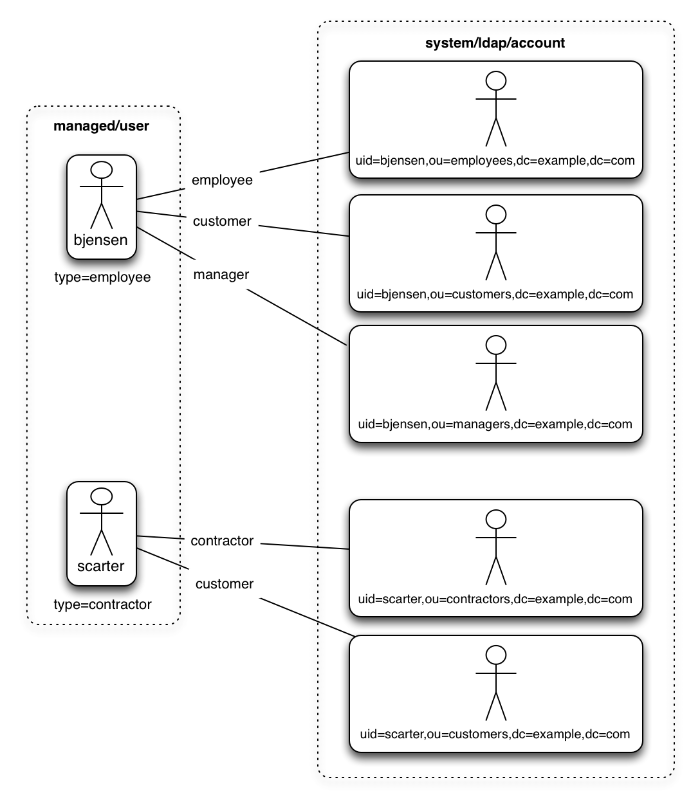 system/ldap/account
managed/user
uid=bjensen,ou=employees,dc=example,dc=com
employee
customer
bjensen
type=employee
manager
uid=bjensen,ou=customers,dc=example,dc=com
uid=bjensen,ou=managers,dc=example,dc=com
contractor
scarter
customer
type=contractor
uid=scarter,ou=contractors,dc=example,dc=com
uid=scarter,ou=customers,dc=example,dc=com